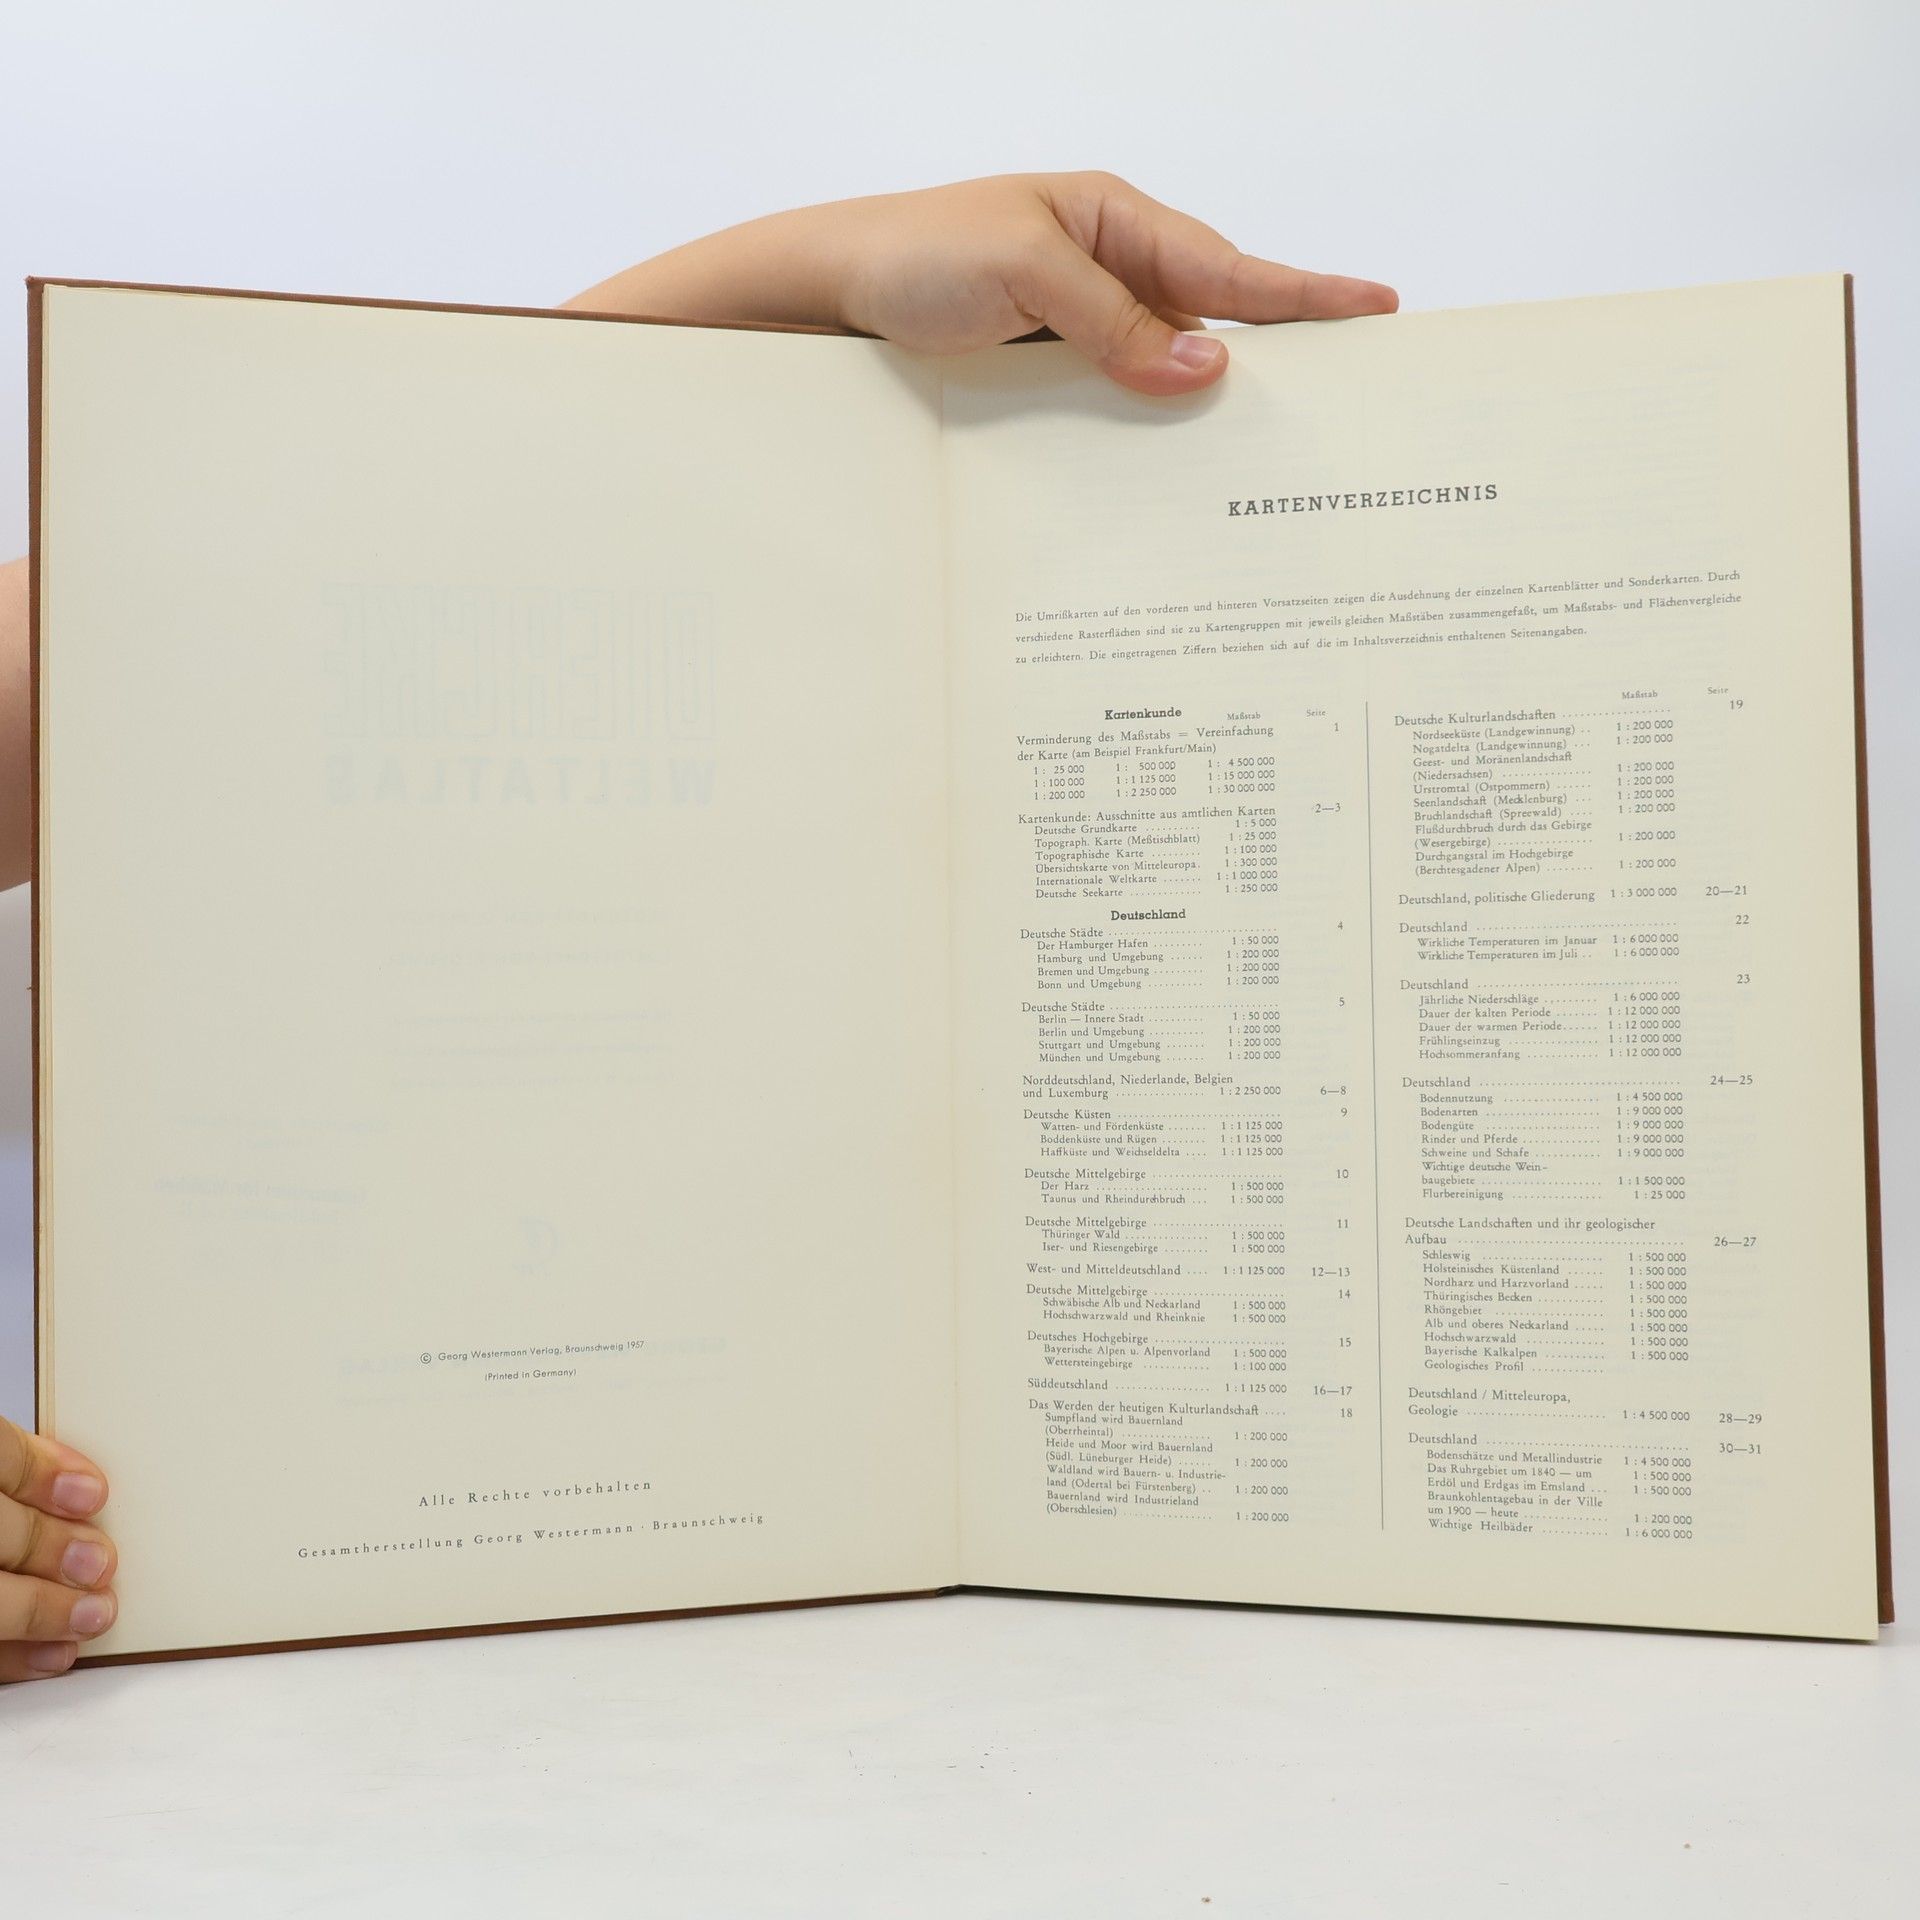 © Georg Westermann Verlag, Braunschweig 1957
(Printed in Germany)
Alle Rechte vorbehalten
Gesamtherstellung Georg Westermann · Braunschweig
KARTENVERZEICHNIS
Die Umrißkarten auf den vorderen und hinteren Vorsatzseiten zeigen die Ausdehnung der einzelnen Kartenblätter und Sonderkarten. Durch
verschiedene Rasterflächen sind sie zu Kartengruppen mit jeweils gleichen Maßstäben zusammengefaßt, um Maßstabs- und Flächenvergleiche
zu erleichtern. Die eingetragenen Ziffern beziehen sich auf die im Inhaltsverzeichnis enthaltenen Seitenangaben.
Kartenkunde Maßstab Seite
Verminderung des Maßstabs = Vereinfachung 1
der Karte (am Beispiel Frankfurt/Main)
1 : 25 000 1 : 500 000 1 : 4 500 000
1 : 100 000 1 : 1 125 000 1 : 15 000 000
1 : 200 000 1 : 2 250 000 1 : 30 000 000
Kartenkunde: Ausschnitte aus amtlichen Karten 2—3
Deutsche Grundkarte .......... 1 : 5 000
Topograph. Karte (Meßtischblatt) 1 : 25 000
Topographische Karte ......... 1 : 100 000
Übersichtskarte von Mitteleuropa. 1 : 300 000
Internationale Weltkarte ....... 1 : 1 000 000
Deutsche Seekarte ............ 1 : 250 000
Deutschland
Deutsche Städte ............................ 4
Der Hamburger Hafen ......... 1 : 50 000
Hamburg und Umgebung ...... 1 : 200 000
Bremen und Umgebung ......... 1 : 200 000
Bonn und Umgebung .......... 1 : 200 000
Deutsche Städte ............................ 5
Berlin — Innere Stadt .......... 1 : 50 000
Berlin und Umgebung .......... 1 : 200 000
Stuttgart und Umgebung ....... 1 : 200 000
München und Umgebung ....... 1 : 200 000
Norddeutschland, Niederlande, Belgien
und Luxemburg ................ 1 : 2 250 000 6—8
Deutsche Küsten ........................... 9
Watten- und Fördenküste ....... 1 : 1 125 000
Boddenküste und Rügen ........ 1 : 1 125 000
Haffküste und Weichseldelta .... 1 : 1 125 000
Deutsche Mittelgebirge ...................... 10
Der Harz .................... 1 : 500 000
Taunus und Rheindurchbruch ... 1 : 500 000
Deutsche Mittelgebirge ...................... 11
Thüringer Wald ............... 1 : 500 000
Iser- und Riesengebirge ........ 1 : 500 000
West- und Mitteldeutschland .... 1 : 1 125 000 12—13
Deutsche Mittelgebirge ...................... 14
Schwäbische Alb und Neckarland 1 : 500 000
Hochschwarzwald und Rheinknie 1 : 500 000
Deutsches Hochgebirge ...................... 15
Bayerische Alpen u. Alpenvorland 1 : 500 000
Wettersteingebirge ............ 1 : 100 000
Süddeutschland ................ 1 : 1 125 000 16—17
Das Werden der heutigen Kulturlandschaft .... 18
Sumpfland wird Bauernland
(Oberrheintal) ................ 1 : 200 000
Heide und Moor wird Bauernland
(Südl. Lüneburger Heide) ...... 1 : 200 000
Waldland wird Bauern- u. Industrie-
land (Odertal bei Fürstenberg) .. 1 : 200 000
Bauernland wird Industrieland
(Oberschlesien) ............... 1 : 200 000
Maßstab Seite
Deutsche Kulturlandschaften .................. 19
Nordseeküste (Landgewinnung) .. 1 : 200 000
Nogatdelta (Landgewinnung) ... 1 : 200 000
Geest- und Moränenlandschaft
(Niedersachsen) ............... 1 : 200 000
Urstromtal (Ostpommern) ...... 1 : 200 000
Seenlandschaft (Mecklenburg) ... 1 : 200 000
Bruchlandschaft (Spreewald) .... 1 : 200 000
Flußdurchbruch durch das Gebirge
(Wesergebirge) ................ 1 : 200 000
Durchgangstal im Hochgebirge
(Berchtesgadener Alpen) ........ 1 : 200 000
Deutschland, politische Gliederung 1 : 3 000 000 20—21
Deutschland ................................ 22
Wirkliche Temperaturen im Januar 1 : 6 000 000
Wirkliche Temperaturen im Juli .. 1 : 6 000 000
Deutschland ................................ 23
Jährliche Niederschläge ......... 1 : 6 000 000
Dauer der kalten Periode ....... 1 : 12 000 000
Dauer der warmen Periode...... 1 : 12 000 000
Frühlingseinzug ............... 1 : 12 000 000
Hochsommeranfang ............ 1 : 12 000 000
Deutschland ................................ 24—25
Bodennutzung ................ 1 : 4 500 000
Bodenarten ................... 1 : 9 000 000
Bodengüte ................... 1 : 9 000 000
Rinder und Pferde ............. 1 : 9 000 000
Schweine und Schafe ........... 1 : 9 000 000
Wichtige deutsche Wein-
baugebiete .................... 1 : 1 500 000
Flurbereinigung ............... 1 : 25 000
Deutsche Landschaften und ihr geologischer
Aufbau .................................... 26—27
Schleswig .................... 1 : 500 000
Holsteinisches Küstenland ...... 1 : 500 000
Nordharz und Harzvorland ..... 1 : 500 000
Thüringisches Becken ........... 1 : 500 000
Rhöngebiet ................... 1 : 500 000
Alb und oberes Neckarland ..... 1 : 500 000
Hochschwarzwald ............. 1 : 500 000
Bayerische Kalkalpen .......... 1 : 500 000
Geologisches Profil ............
Deutschland / Mitteleuropa,
Geologie ...................... 1 : 4 500 000 28—29
Deutschland ................................ 30—31
Bodenschätze und Metallindustrie 1 : 4 500 000
Das Ruhrgebiet um 1840 — um 1 : 500 000
Erdöl und Erdgas im Emsland ... 1 : 500 000
Braunkohlentagebau in der Ville
um 1900 — heute .............. 1 : 200 000
Wichtige Heilbäder ............ 1 : 6 000 000